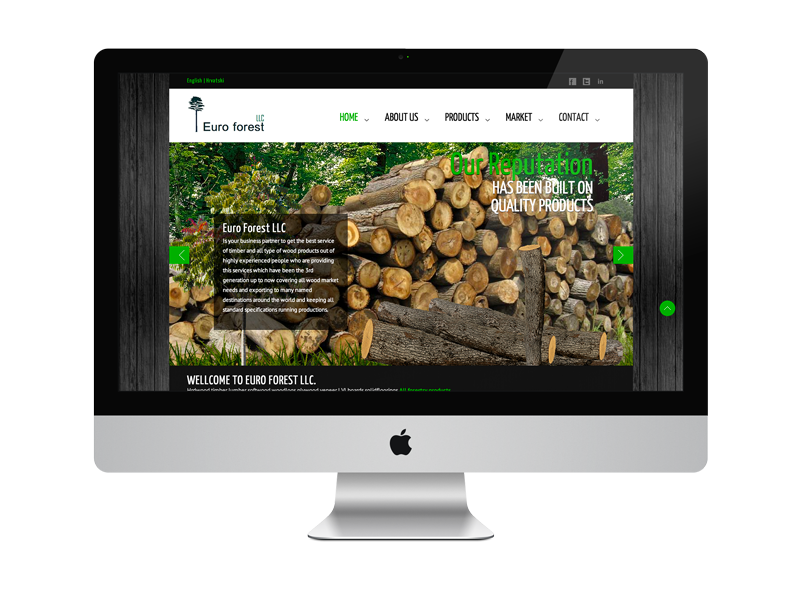 English | Hrvatski
in
LLC
Euro forest
HOME
ABOUT US
PRODUCTS
MARKET
CONTACT
Our Reputation
HAS BEEN BUILT ON
QUALITY PRODUCTS
Euro Forest LLC
Is your business partner to get the best service
of timber and all type of wood products out of
highly experienced people who are providing
this services which have been the 3rd
generation up to now covering all wood market
needs and exporting to many named
destinations around the world and keeping all
standard specifications running productions.
WELLCOME TO EURO FOREST LLC.